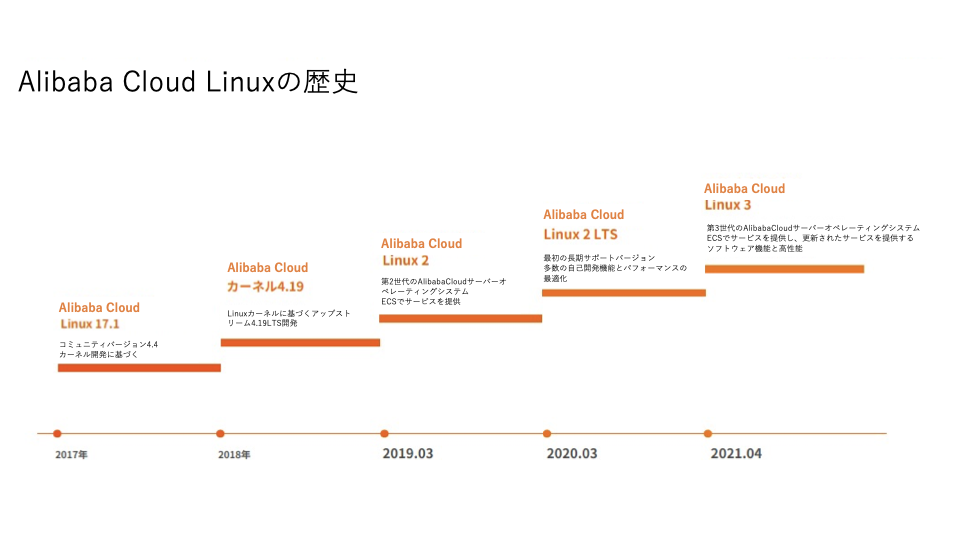 Alibaba Cloud Linuxの歴史
Alibaba Cloud
Linux 17.1
コミュニティバージョン4.4
カーネル開発に基づく
Alibaba Cloud
カーネル4.19
Linuxカーネルに基づくアップスト
リーム4.19LTS開発
Alibaba Cloud
Linux 2
第2世代のAlibabaCloudサーバーオ
ペレーティングシステム
ECSでサービスを提供
Alibaba Cloud
Linux 2 LTS
最初の長期サポートバージョン
多数の自己開発機能とパフォーマンスの
最適化
Alibaba Cloud
Linux 3
第3世代のAlibabaCloudサーバーオペレーティングシステム
ECSでサービスを提供し、更新されたサービスを提供する
ソフトウェア機能と高性能
2017年
2018年
2019.03
2020.03
2021.04